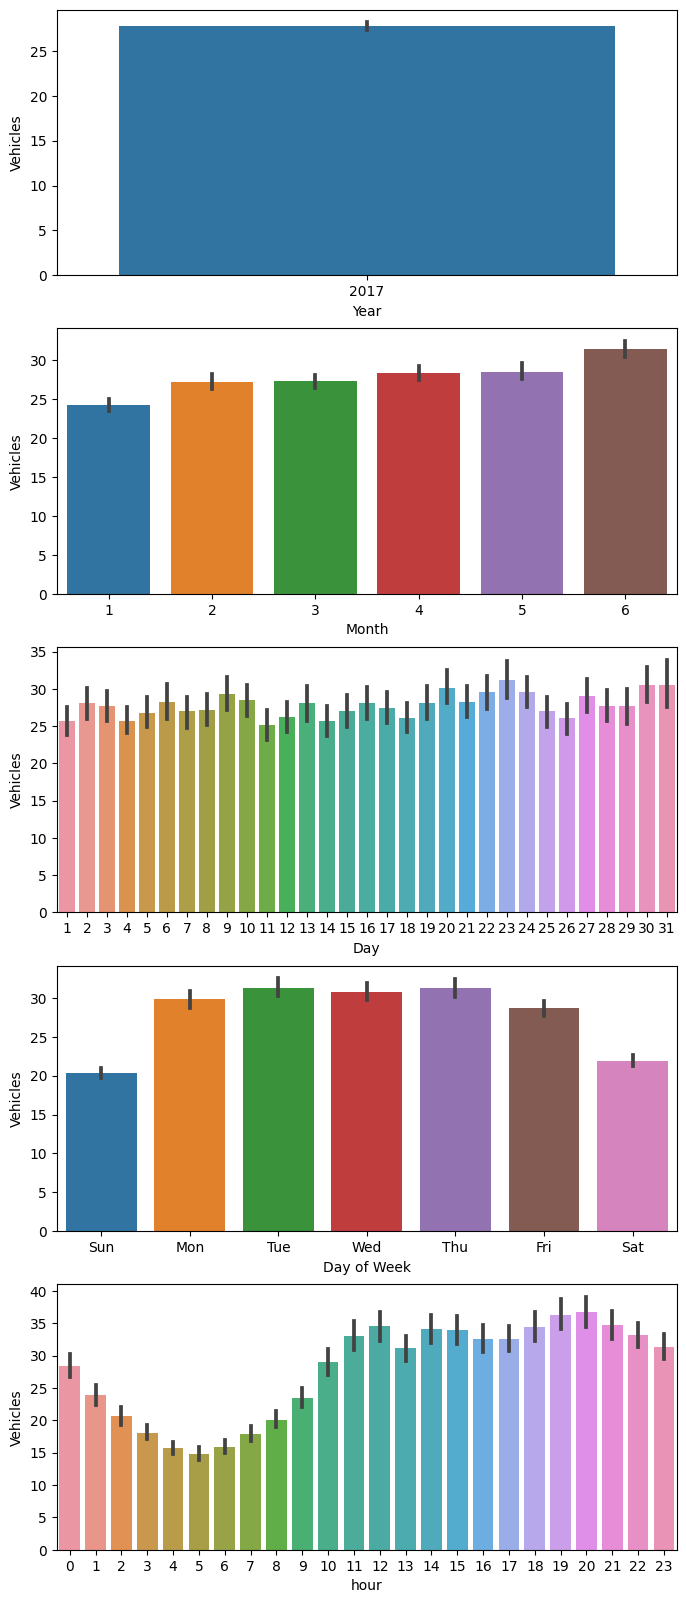 Vehicles
25
20
15
10
5
0
2017
Year
Vehicles
30
25
20
15
10
5
0
1 2 3 4 5 6
Month
Vehicles
35
30
25
20
15
10
5
0
1 2 3 4 5 6 7 8 9 10 11 12 13 14 15 16 17 18 19 20 21 22 23 24 25 26 27 28 29 30 31
Day
Vehicles
30
25
20
15
10
5
0
Sun Mon Tue Wed Thu Fri Sat
Day of Week
Vehicles
40
35
30
25
20
15
10
5
0
0 1 2 3 4 5 6 7 8 9 10 11 12 13 14 15 16 17 18 19 20 21 22 23
hour